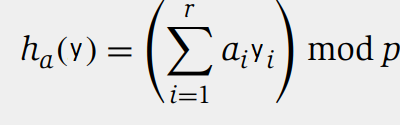 h_a(y) = (∑_{i=1}^{r} a_i y_i) mod p